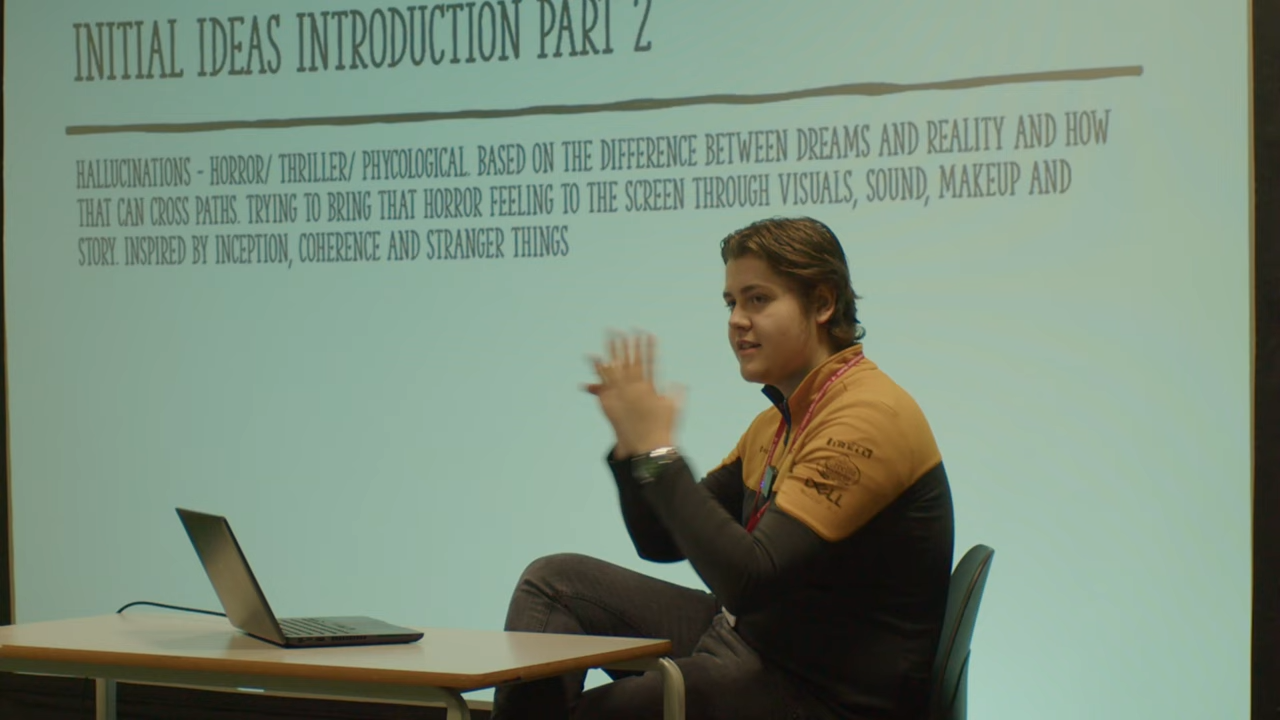 INITIAL IDEAS INTRODUCTION PART 2
HALLUCINATIONS - HORROR/ THRILLER/ PHYCOLOGICAL. BASED ON THE DIFFERENCE BETWEEN DREAMS AND REALITY AND HOW
THAT CAN CROSS PATHS. TRYING TO BRING THAT HORROR FEELING TO THE SCREEN THROUGH VISUALS, SOUND, MAKEUP AND
STORY. INSPIRED BY INCEPTION, COHERENCE AND STRANGER THINGS
PIRELLI
DELL